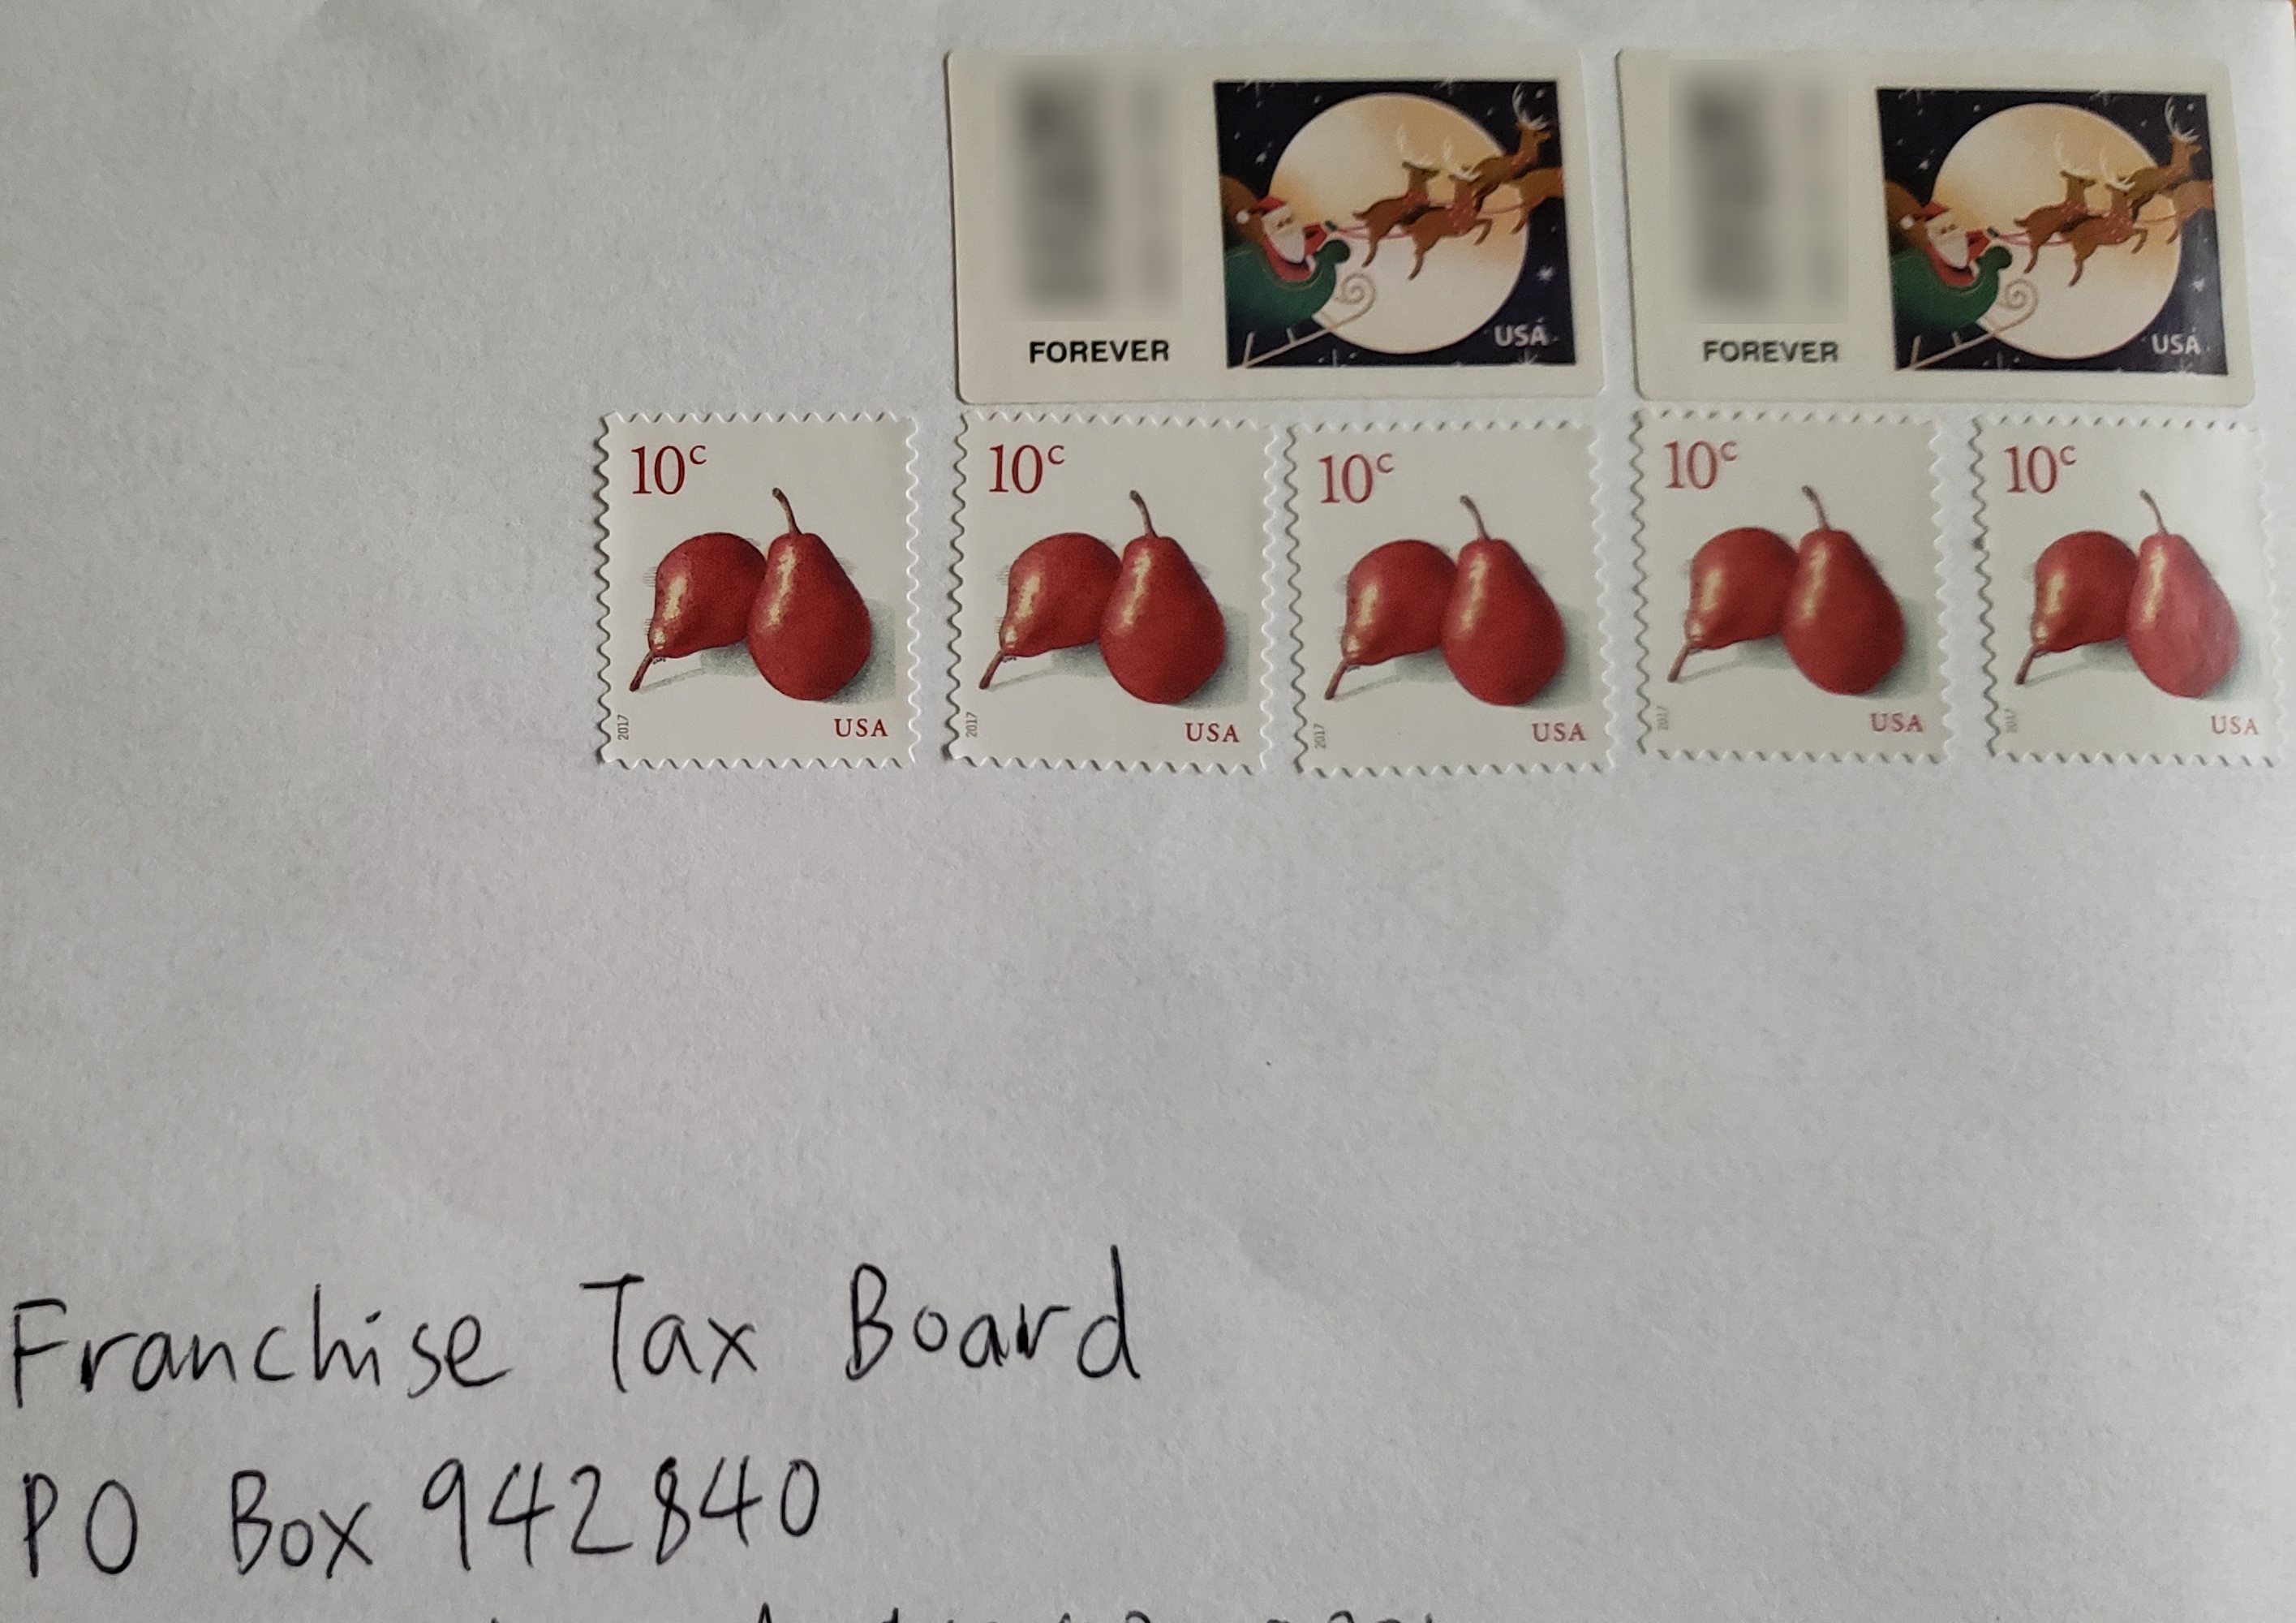 FOREVER USA FOREVER USA
10c 10c 10c 10c 10c
2017 USA 2017 USA 2017 USA 2017 USA 2017 USA
Franchise Tax Board
PO Box 942840